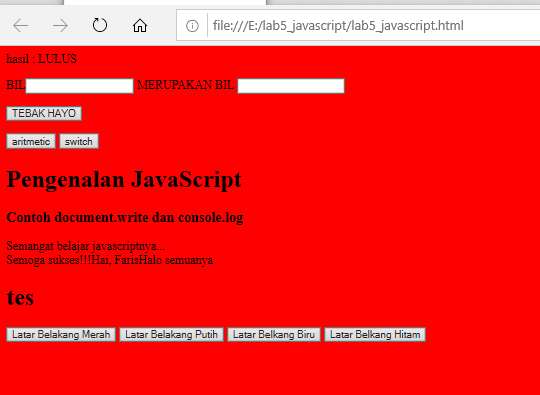 file:///E:/lab5_javascript/lab5_javascript.html
hasil : LULUS
BIL MERUPAKAN BIL
TEBAK HAYO
aritmetic switch
Pengenalan JavaScript
Contoh document.write dan console.log
Semangat belajar javascriptnya...
Semoga sukses!!!Hai, FarisHalo semuanya
tes
Latar Belakang Merah Latar Belakang Putih Latar Belkang Biru Latar Belkang Hitam